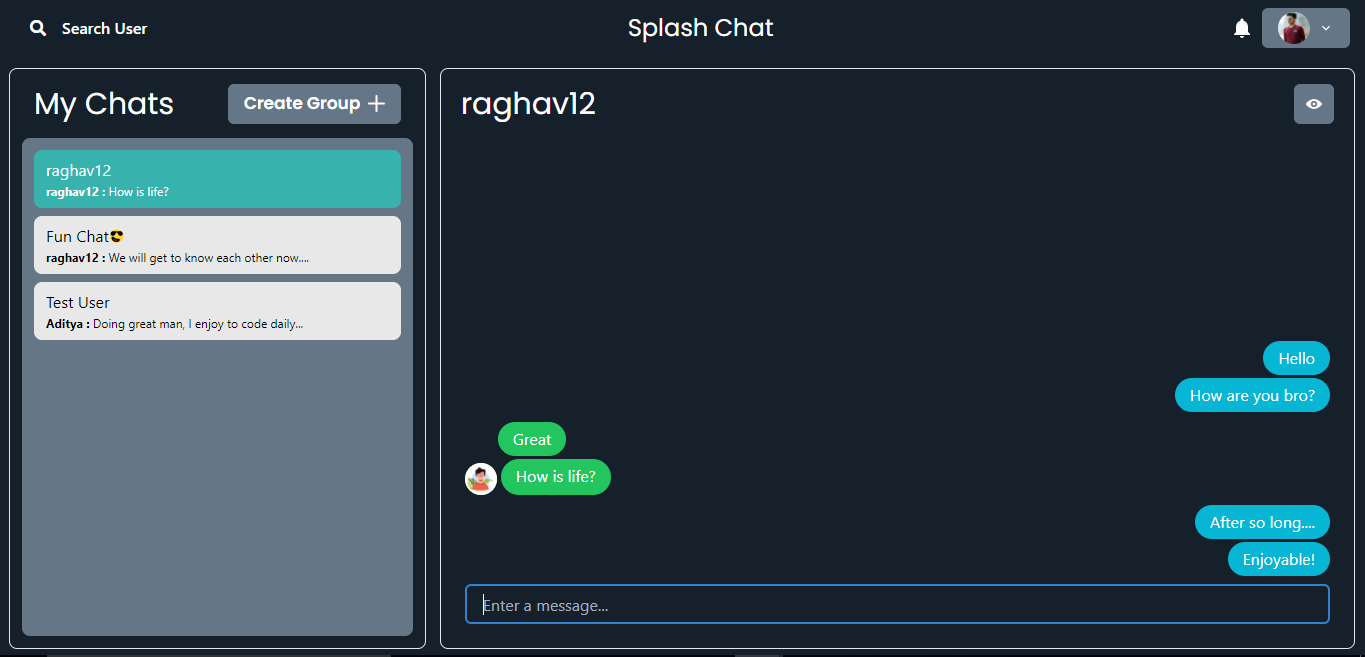 Search User
Splash Chat
My Chats
Create Group
raghav12
raghav12 : How is life?
Fun Chat😎
raghav12 : We will get to know each other now....
Test User
Aditya : Doing great man, I enjoy to code daily...
raghav12
Hello
How are you bro?
Great
How is life?
After so long....
Enjoyable!
Enter a message...